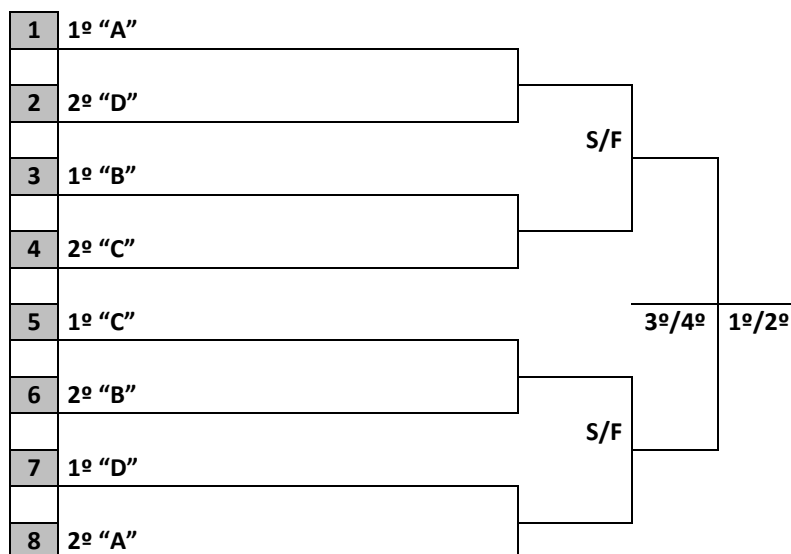 1 1º “A”
2 2º “D”
S/F
3 1º “B”
4 2º “C”
5 1º “C”
3º/4º 1º/2º
6 2º “B”
S/F
7 1º “D”
8 2º “A”